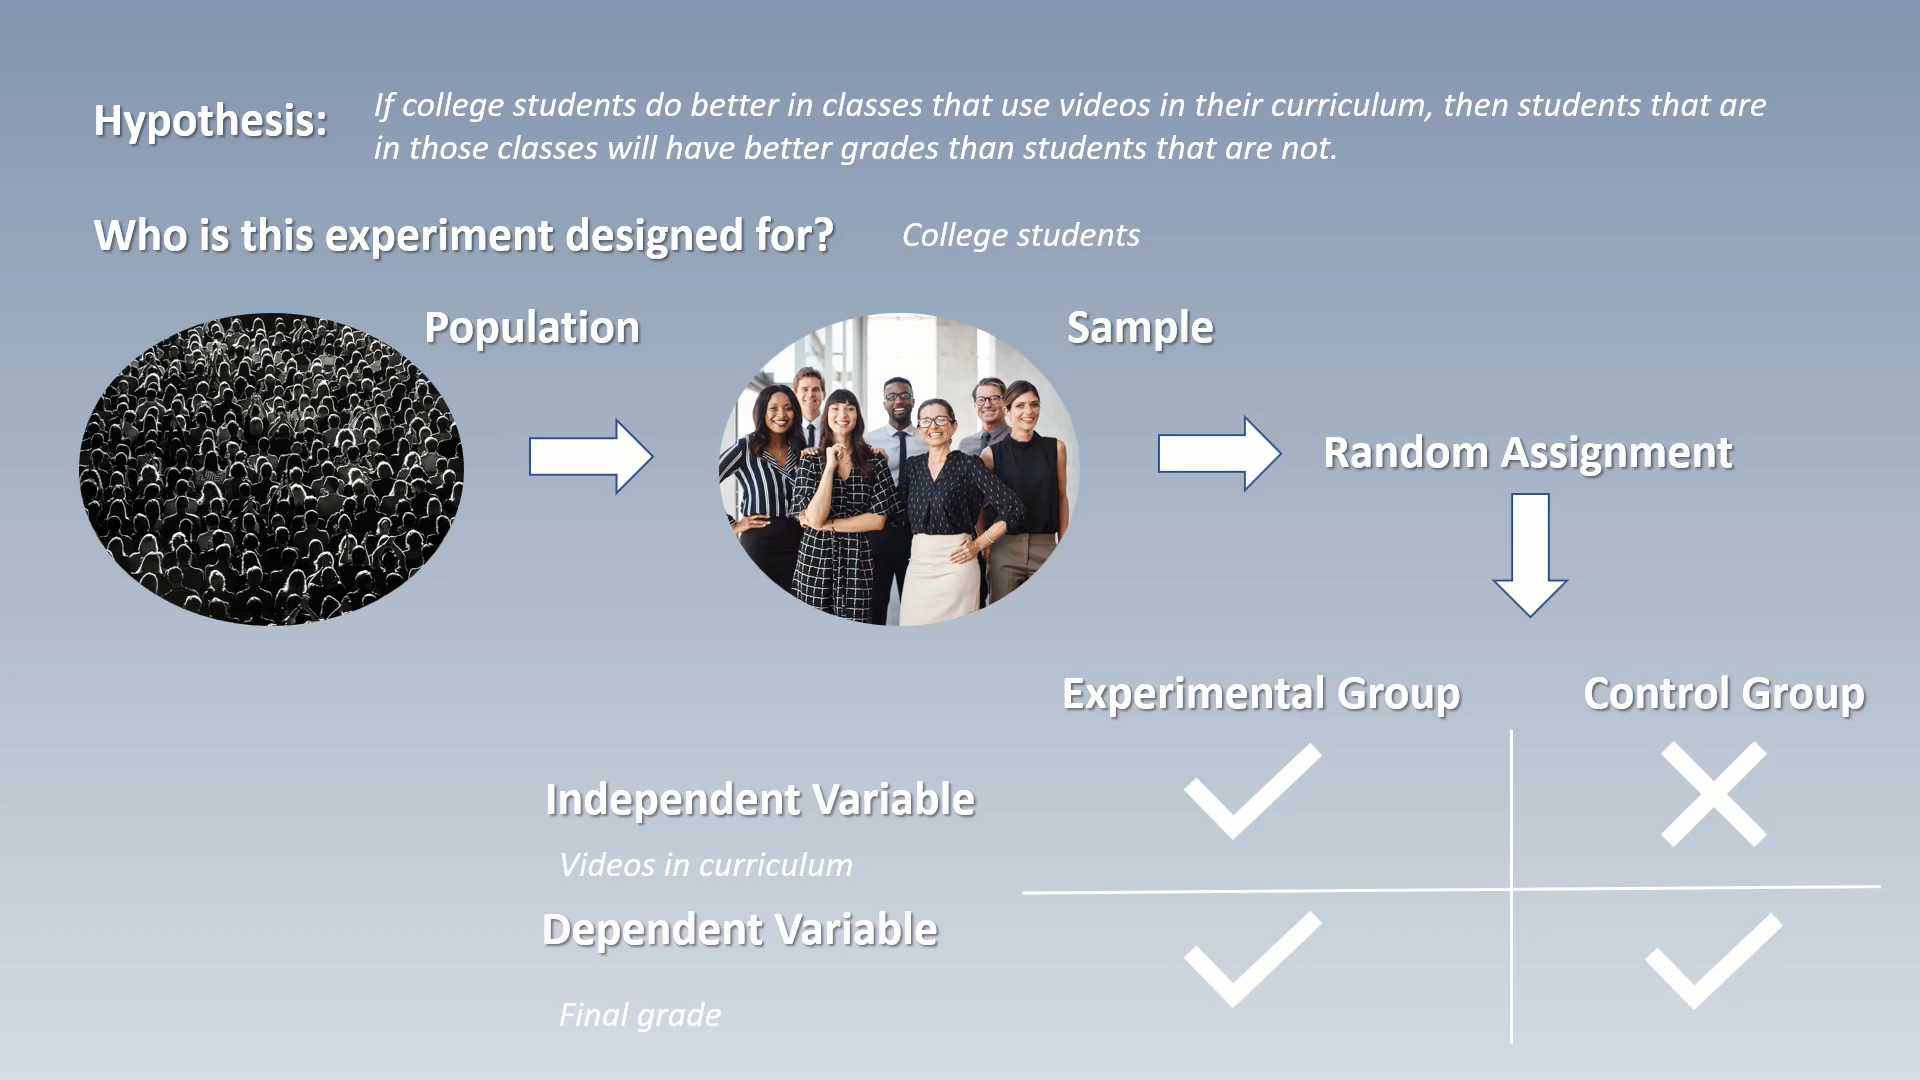 Hypothesis:
If college students do better in classes that use videos in their curriculum, then students that are
in those classes will have better grades than students that are not.
Who is this experiment designed for?
College students
Population
Sample
Random Assignment
Experimental Group
Control Group
Independent Variable
Videos in curriculum
Dependent Variable
Final grade